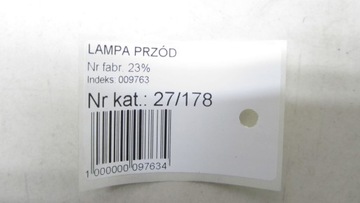 LAMPA PRZÓD
Nr fabr. 23%
Indeks: 009763
Nr kat.: 27/178
1 000000 097634